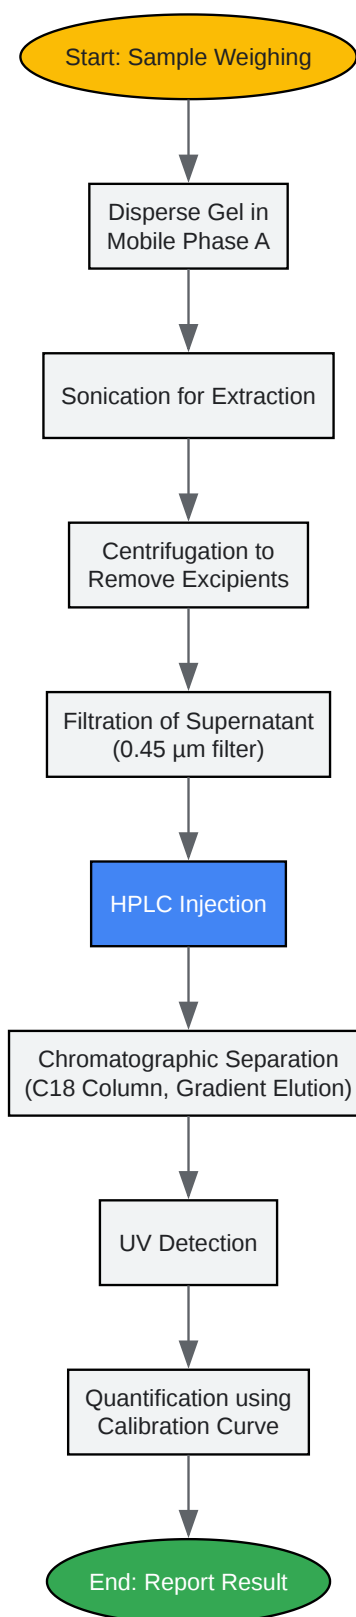 Start: Sample Weighing
Disperse Gel in
Mobile Phase A
Sonication for Extraction
Centrifugation to
Remove Excipients
Filtration of Supernatant
(0.45 µm filter)
HPLC Injection
Chromatographic Separation
(C18 Column, Gradient Elution)
UV Detection
Quantification using
Calibration Curve
End: Report Result